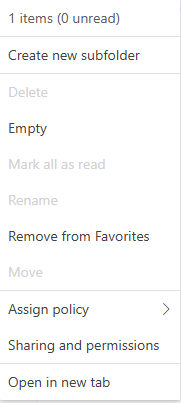 1 items (0 unread)
Create new subfolder
Delete
Empty
Mark all as read
Rename
Remove from Favorites
Move
Assign policy
Sharing and permissions
Open in new tab